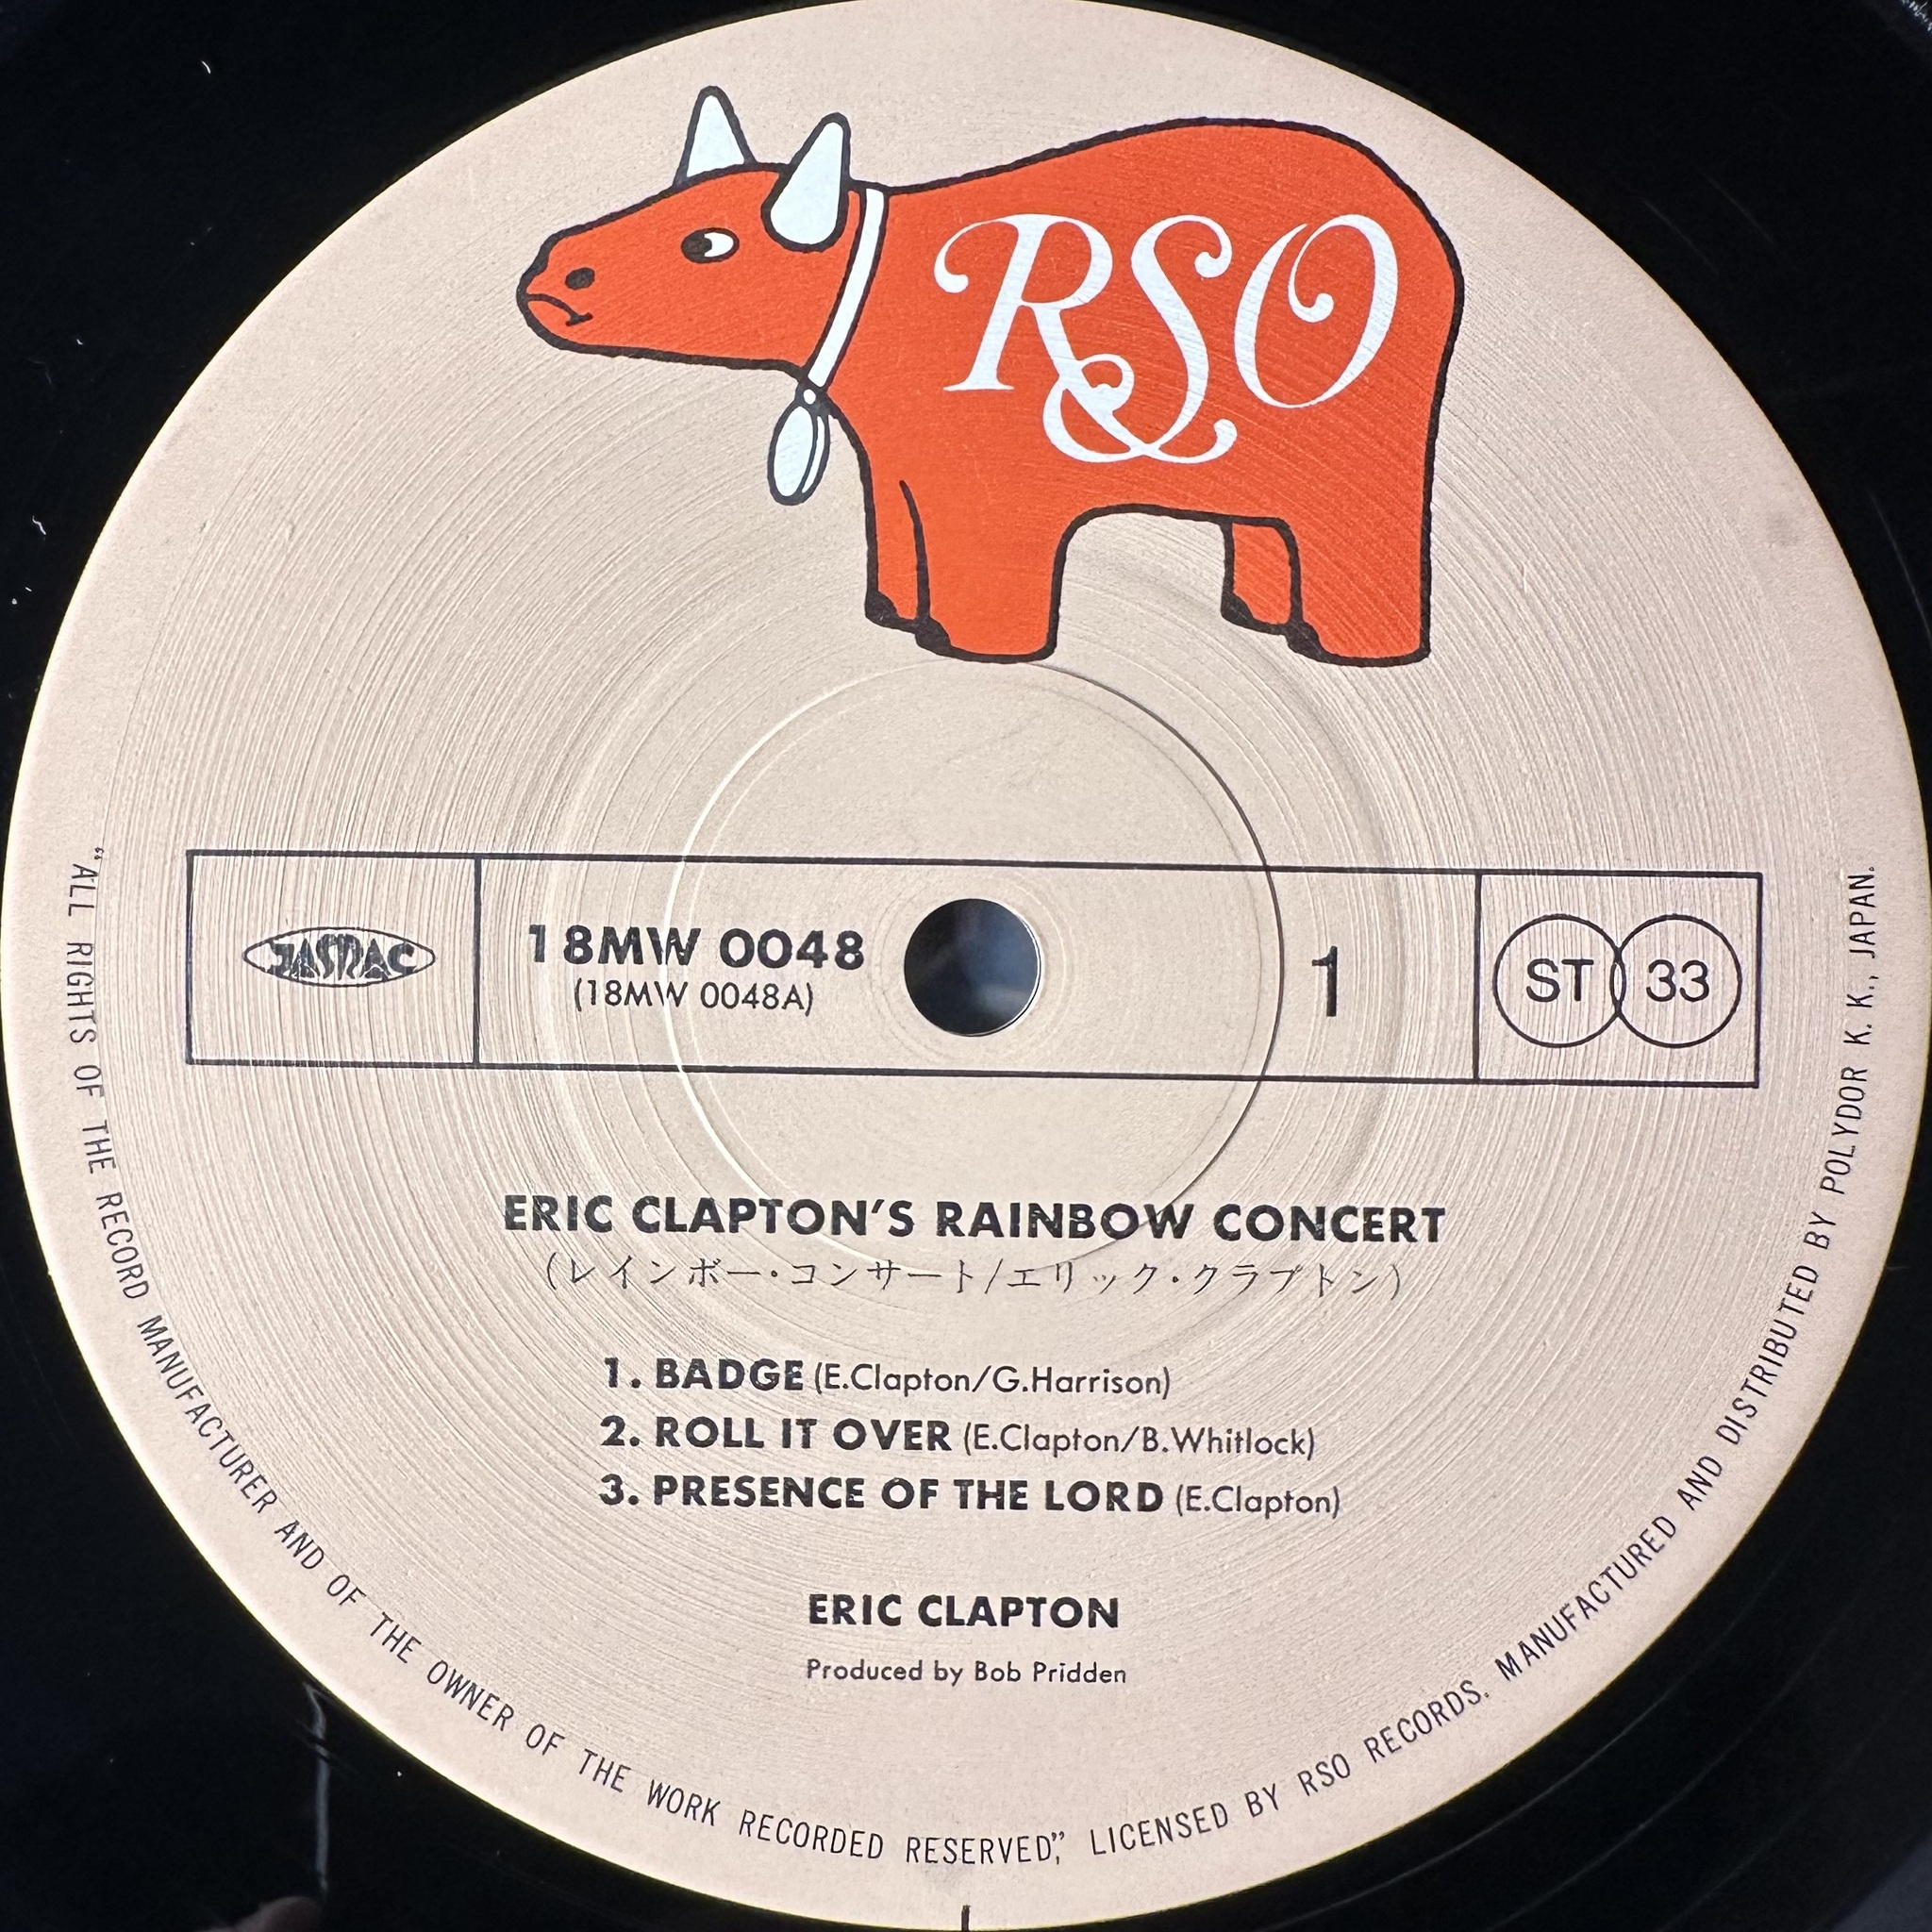 RSO
JASRAC
18MW 0048
(18MW 0048A)
1
ST
33
ERIC CLAPTON'S RAINBOW CONCERT
(レインボー・コンサート/エリック・クラプトン)
1. BADGE (E.Clapton/G.Harrison)
2. ROLL IT OVER (E.Clapton/B.Whitlock)
3. PRESENCE OF THE LORD (E.Clapton)
ERIC CLAPTON
Produced by Bob Pridden
"ALL RIGHTS OF THE RECORD MANUFACTURER AND OF THE OWNER OF THE WORK RECORDED RESERVED," LICENSED BY RSO RECORDS. MANUFACTURED AND DISTRIBUTED BY POLYDOR K. K., JAPAN.